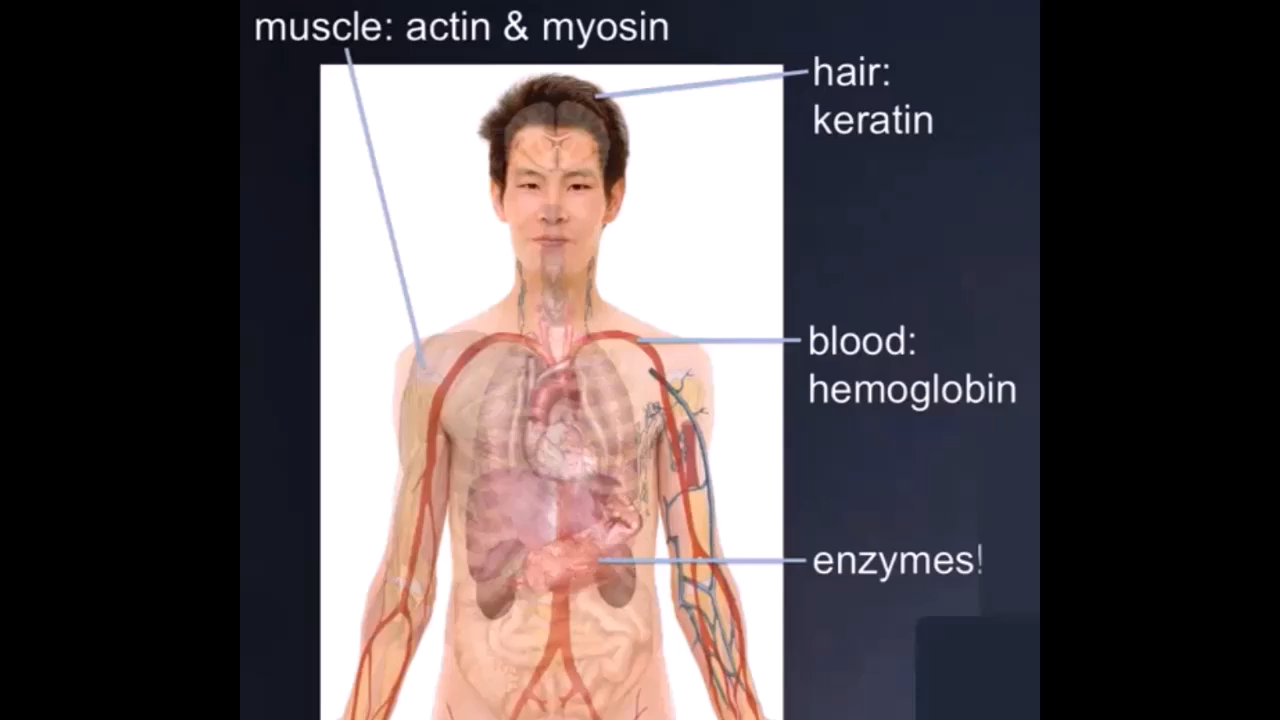 muscle: actin & myosin
hair:
keratin
blood:
hemoglobin
enzymes!